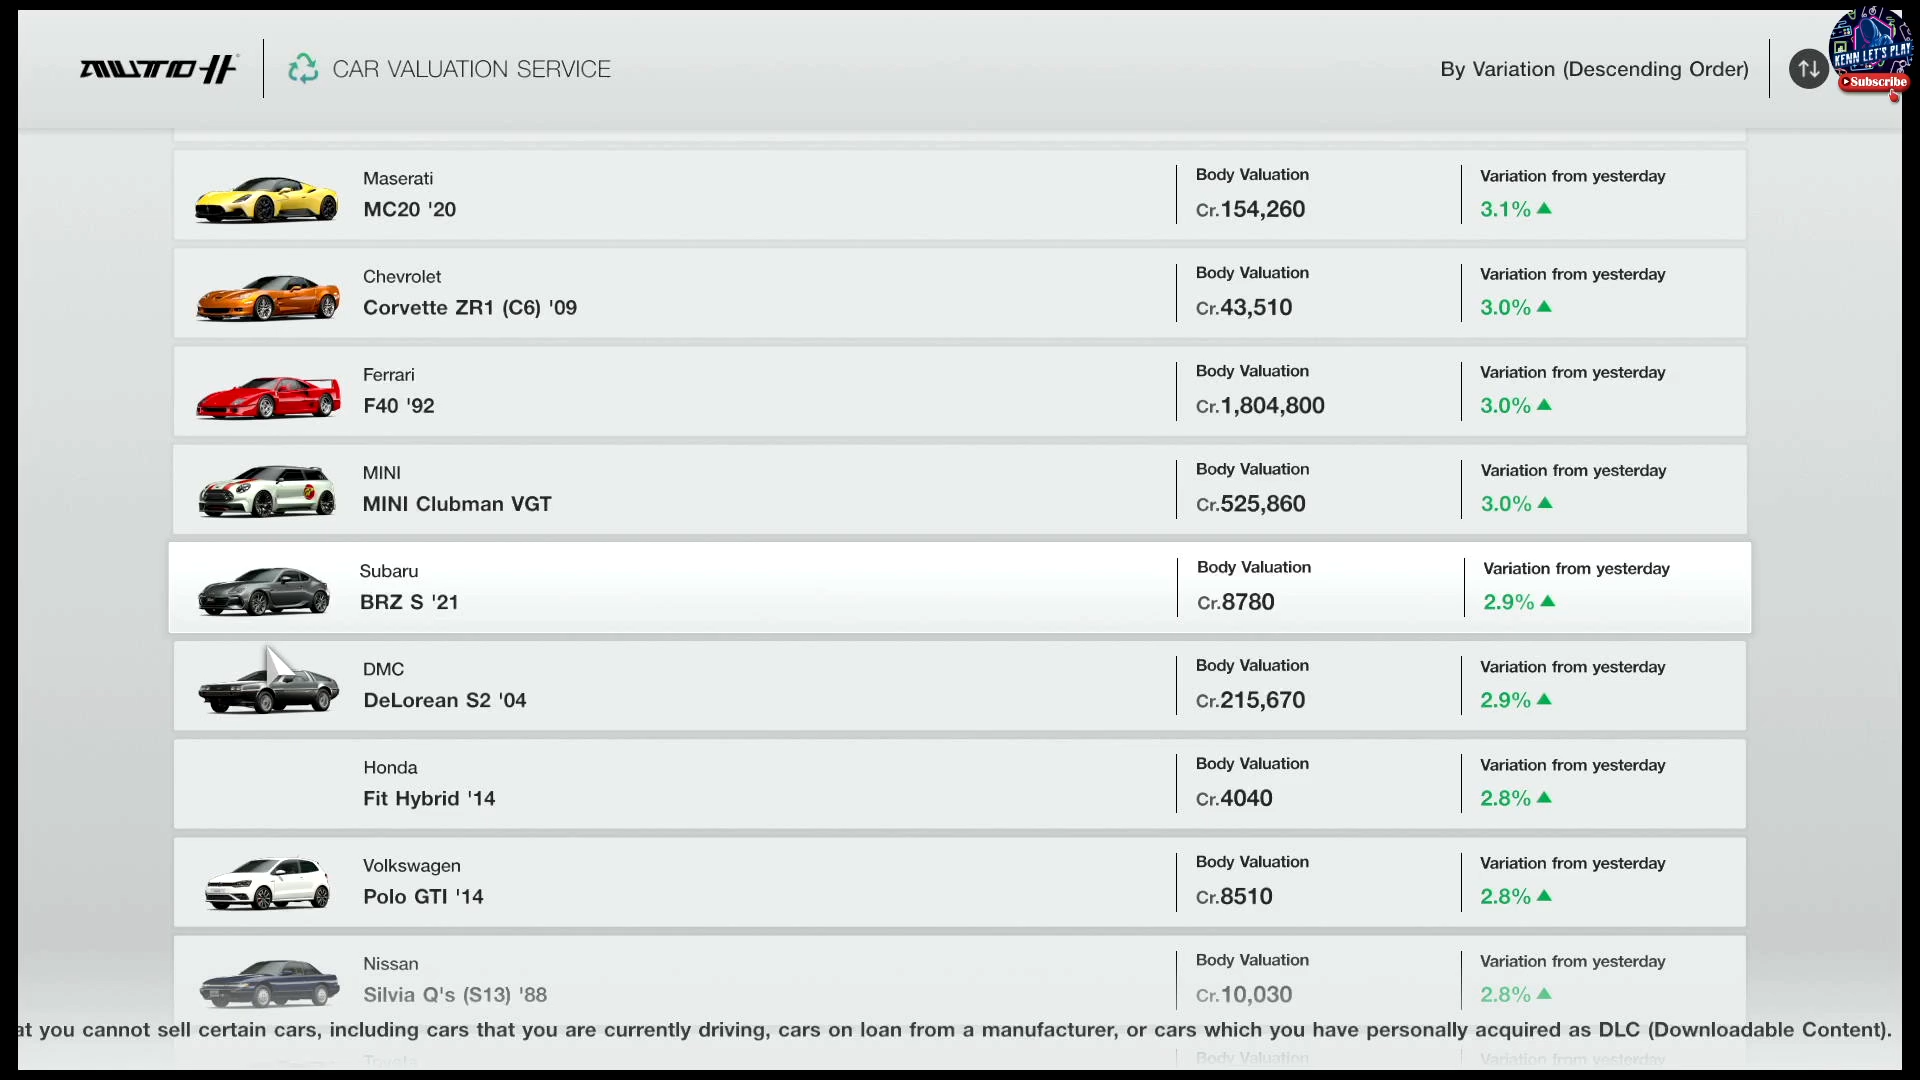 AUTO-H
CAR VALUATION SERVICE
By Variation (Descending Order)
KENN LET'S PLAY
Subscribe
Maserati
MC20 '20
Body Valuation
Cr.154,260
Variation from yesterday
3.1%
Chevrolet
Corvette ZR1 (C6) '09
Body Valuation
Cr.43,510
Variation from yesterday
3.0%
Ferrari
F40 '92
Body Valuation
Cr.1,804,800
Variation from yesterday
3.0%
MINI
MINI Clubman VGT
Body Valuation
Cr.525,860
Variation from yesterday
3.0%
Subaru
BRZ S '21
Body Valuation
Cr.8780
Variation from yesterday
2.9%
DMC
DeLorean S2 '04
Body Valuation
Cr.215,670
Variation from yesterday
2.9%
Honda
Fit Hybrid '14
Body Valuation
Cr.4040
Variation from yesterday
2.8%
Volkswagen
Polo GTI '14
Body Valuation
Cr.8510
Variation from yesterday
2.8%
Nissan
Silvia Q's (S13) '88
Body Valuation
Cr.10,030
Variation from yesterday
2.8%
at you cannot sell certain cars, including cars that you are currently driving, cars on loan from a manufacturer, or cars which you have personally acquired as DLC (Downloadable Content).
Toyota
Body Valuation
Variation from yesterday